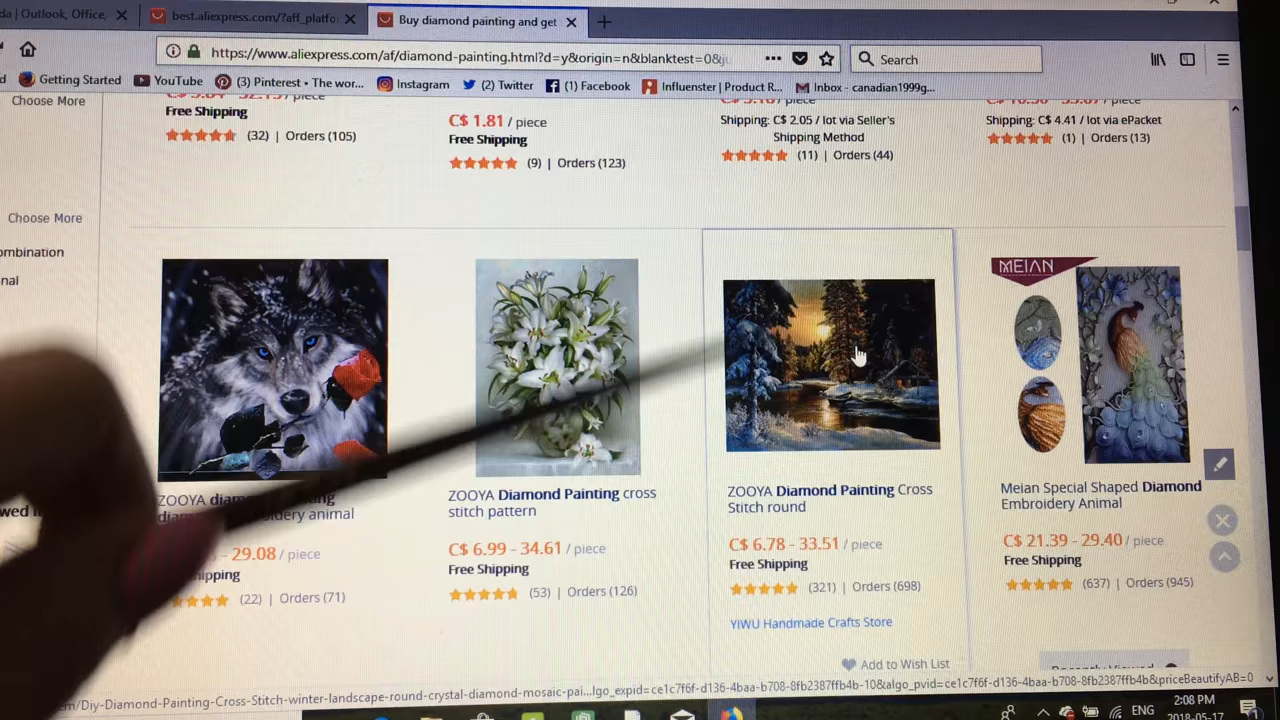 da | Outlook, Office, X
best.aliexpress.com/?aff_platfo X
Buy diamond painting and get X
https://www.aliexpress.com/af/diamond-painting.html?d=y&origin=n&blanktest=0&
Search
Getting Started
YouTube
(3) Pinterest • The wor...
Instagram
(2) Twitter
(1) Facebook
Influenster | Product R...
Inbox - canadian1999g...
Choose More
Choose More
ombination
nal
Free Shipping
(32) | Orders (105)
C$ 1.81 / piece
Free Shipping
(9) | Orders (123)
Shipping: C$ 2.05 / lot via Seller's
Shipping Method
(11) | Orders (44)
Shipping: C$ 4.41 / lot via ePacket
(1) | Orders (13)
ZOOYA
animal
- 29.08 / piece
(22) | Orders (71)
ZOOYA Diamond Painting cross
stitch pattern
C$ 6.99 - 34.61 / piece
Free Shipping
(53) | Orders (126)
ZOOYA Diamond Painting Cross
Stitch round
C$ 6.78 - 33.51 / piece
Free Shipping
(321) | Orders (698)
YIWU Handmade Crafts Store
Add to Wish List
MEIAN
Meian Special Shaped Diamond
Embroidery Animal
C$ 21.39 - 29.40 / piece
Free Shipping
(637) | Orders (945)
m/Diy-Diamond-Painting-Cross-Stitch-winter-landscape-round-crystal-diamond-mosaic-pai...lgo_expid=ce1c7f6f-d136-4baa-b708-8fb2387ffb4b-10&algo_pvid=ce1c7f6f-d136-4baa-b708-8fb2387ffb4b&priceBeautifyAB=0
ENG
2:08 PM
2018-05-17